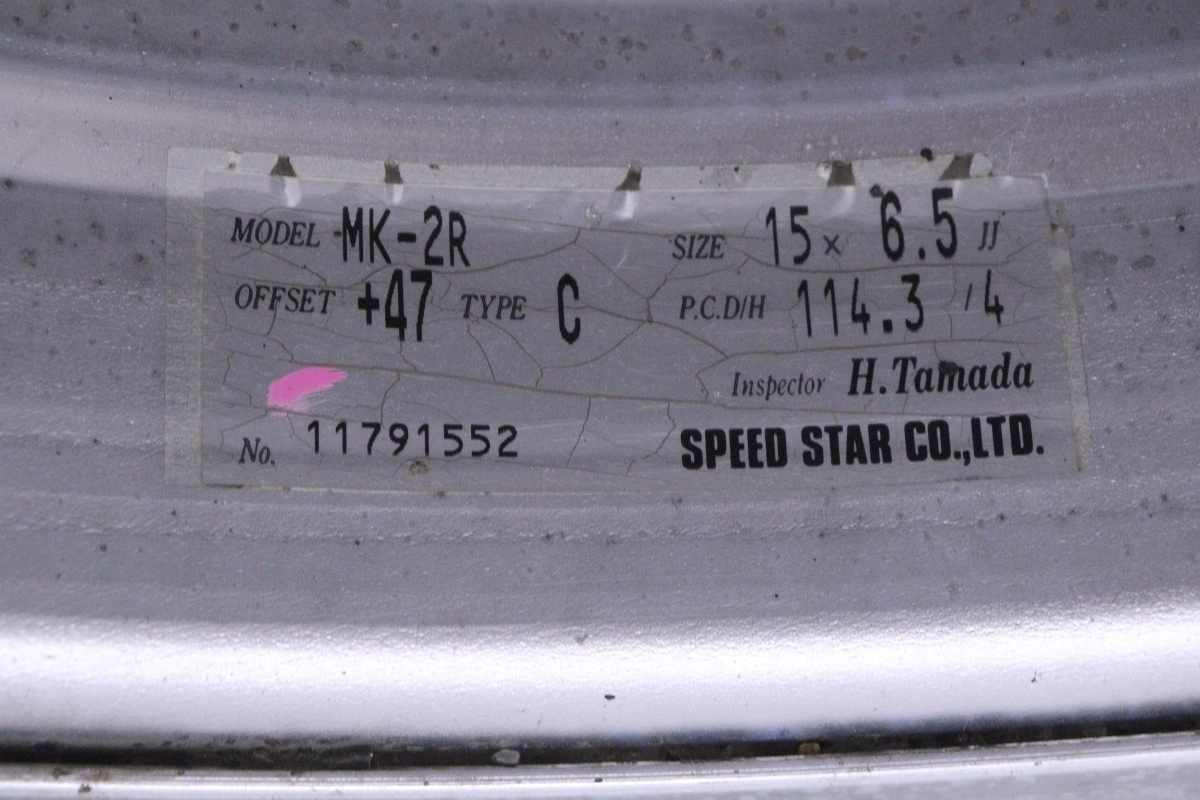 MODEL MK-2R SIZE 15 × 6.5 JJ
OFFSET +47 TYPE C P.C.D/H 114.3 / 4
Inspector H.Tamada
No. 11791552 SPEED STAR CO.,LTD.